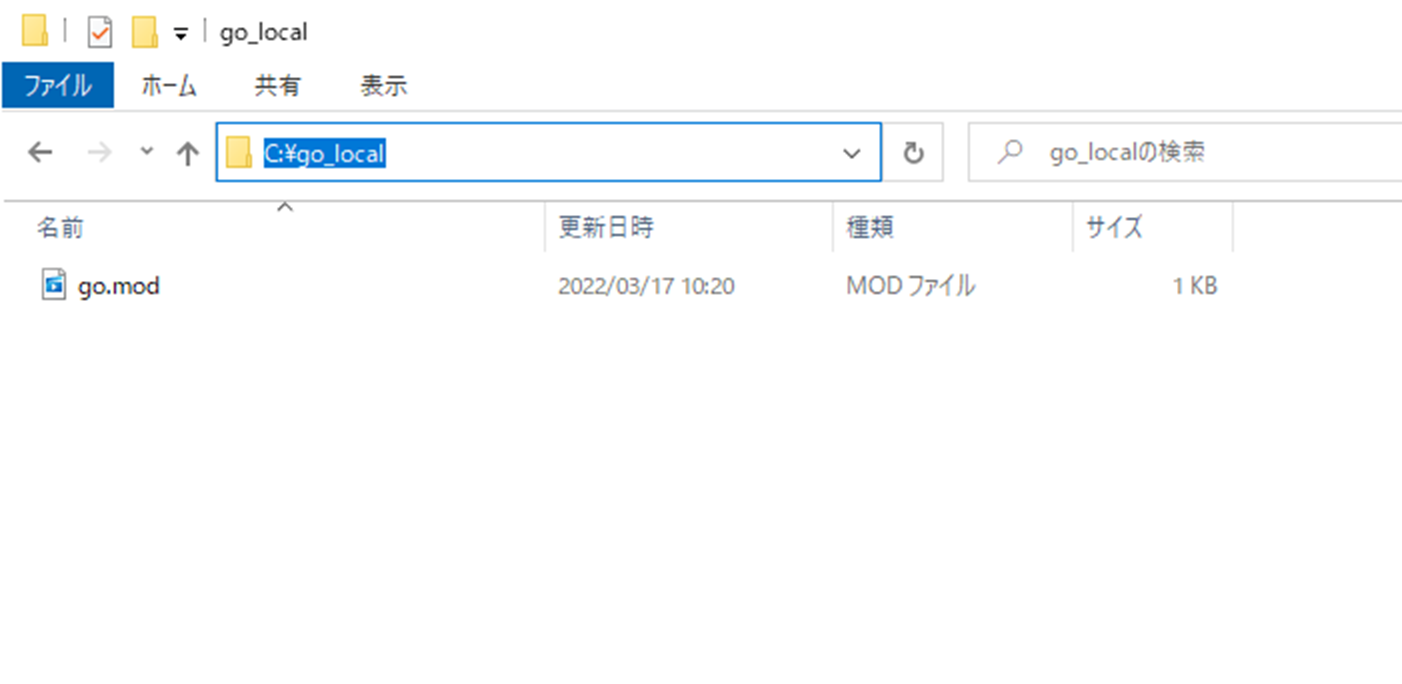 go_local
ファイル ホーム 共有 表示
C:¥go_local go_localの検索
名前 更新日時 種類 サイズ
go.mod 2022/03/17 10:20 MOD ファイル 1 KB